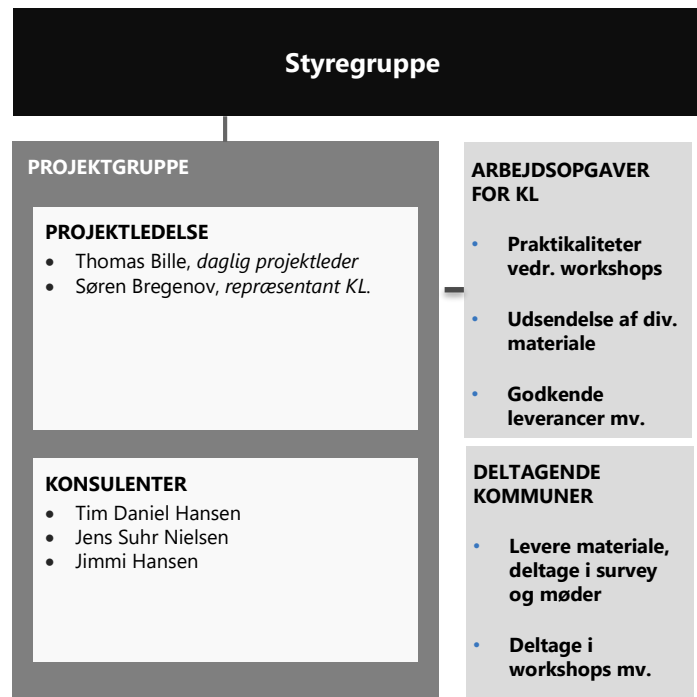 Styregruppe
PROJEKTGRUPPE
PROJEKTLEDELSE
• Thomas Bille, daglig projektleder
• Søren Bregenov, repræsentant KL.
KONSULENTER
• Tim Daniel Hansen
• Jens Suhr Nielsen
• Jimmi Hansen
ARBEJDSOPGAVER
FOR KL
• Praktikaliteter
vedr. workshops
• Udsendelse af div.
materiale
• Godkende
leverancer mv.
DELTAGENDE
KOMMUNER
• Levere materiale,
deltage i survey
og møder
• Deltage i
workshops mv.